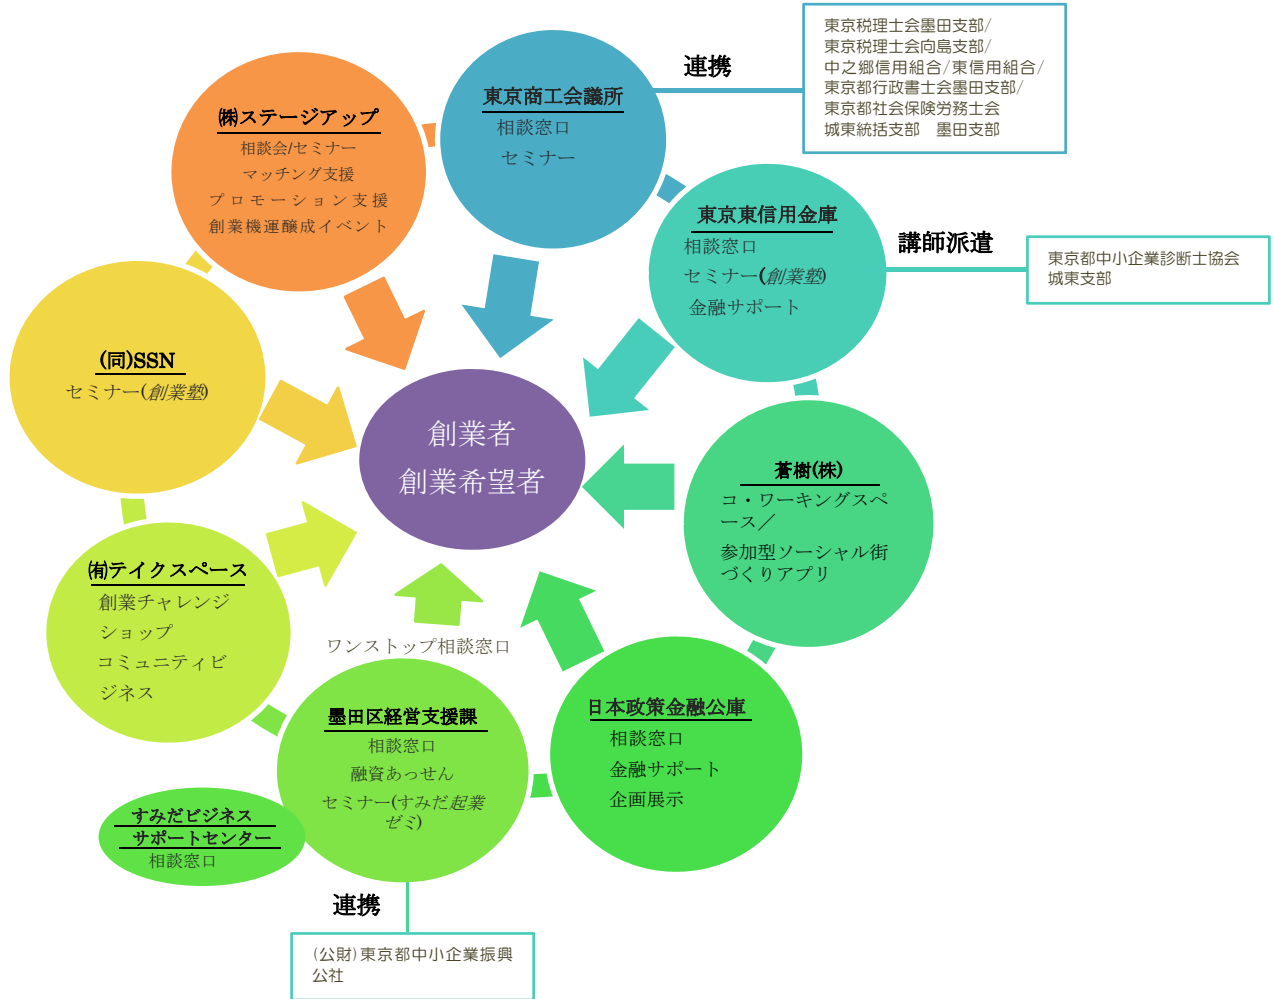 東京税理士会墨田支部/
東京税理士会向島支部/
中之郷信用組合/東信用組合/
東京都行政書士会墨田支部/
東京都社会保険労務士会
城東統括支部　墨田支部
連携
東京商工会議所
相談窓口
セミナー
㈱ステージアップ
相談会/セミナー
マッチング支援
プロモーション支援
創業機運醸成イベント
東京東信用金庫
相談窓口
セミナー(創業塾)
金融サポート
講師派遣
東京都中小企業診断士協会
城東支部
(同)SSN
セミナー(創業塾)
創業者
創業希望者
蒼樹(株)
コ・ワーキングスペ
ース／
参加型ソーシャル街
づくりアプリ
㈲テイクスペース
創業チャレンジ
ショップ
コミュニティビ
ジネス
ワンストップ相談窓口
墨田区経営支援課
相談窓口
融資あっせん
セミナー(すみだ起業
ゼミ)
日本政策金融公庫
相談窓口
金融サポート
企画展示
すみだビジネス
サポートセンター
相談窓口
連携
(公財)東京都中小企業振興
公社